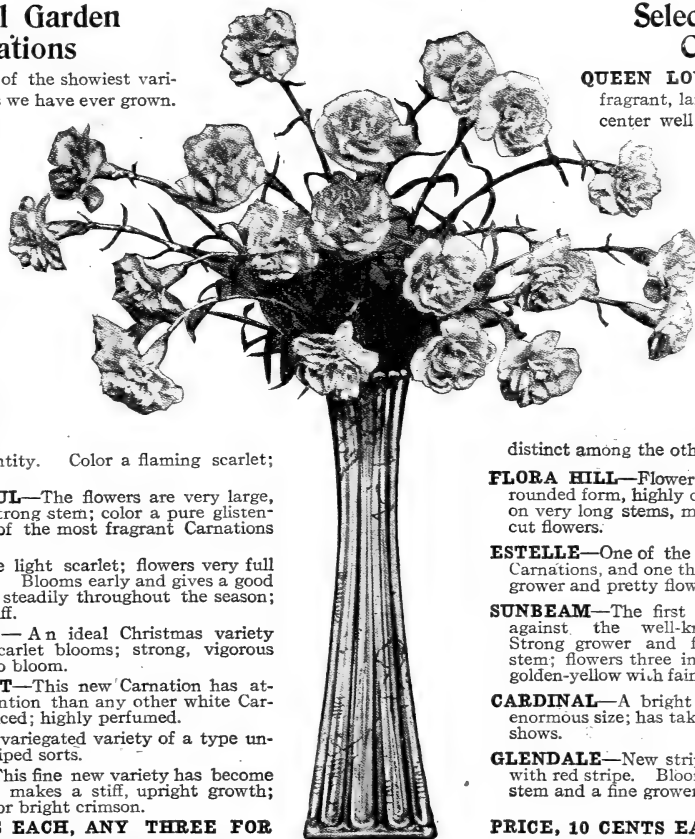 l Garden
ations
of the showiest vari-
s we have ever grown.
ntity. Color a flaming scarlet;
UL—The flowers are very large,
trong stem; color a pure glisten-
of the most fragrant Carnations
e light scarlet; flowers very full
Blooms early and gives a good
steadily throughout the season;
ff.
—An ideal Christmas variety
carlet blooms; strong, vigorous
o bloom.
T—This new Carnation has at-
ntion than any other white Car-
ced; highly perfumed.
variegated variety of a type un-
iped sorts.
This fine new variety has become
makes a stiff, upright growth;
or bright crimson.
S EACH, ANY THREE FOR
Selec
C
QUEEN LO
fragrant, la
center well
distinct among the oth
FLORA HILL—Flower
rounded form, highly c
on very long stems, m
cut flowers.
ESTELLE—One of the
Carnations, and one th
grower and pretty flow
SUNBEAM—The first
against the well-k
Strong grower and f
stem; flowers three in
golden-yellow with fain
CARDINAL—A bright
enormous size; has tak
shows.
GLENDALE—New strip
with red stripe. Bloo
stem and a fine grower
PRICE, 10 CENTS EA